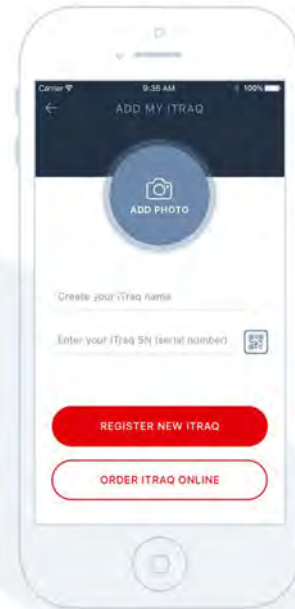 Carrier 9:36 AM 100%
ADD MY ITRAQ
ADD PHOTO
Create your iTraq name
Enter your iTraq SN (serial number)
REGISTER NEW ITRAQ
ORDER ITRAQ ONLINE